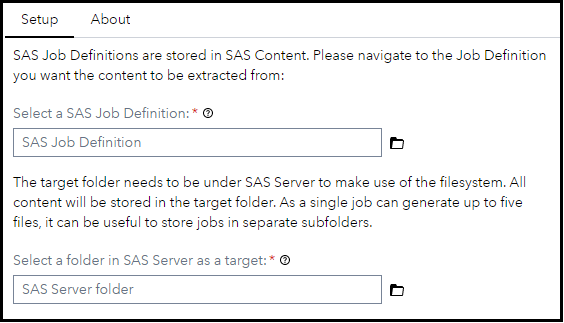 Setup About
SAS Job Definitions are stored in SAS Content. Please navigate to the Job Definition
you want the content to be extracted from:
Select a SAS Job Definition: *
SAS Job Definition
The target folder needs to be under SAS Server to make use of the filesystem. All
content will be stored in the target folder. As a single job can generate up to five
files, it can be useful to store jobs in separate subfolders.
Select a folder in SAS Server as a target: *
SAS Server folder